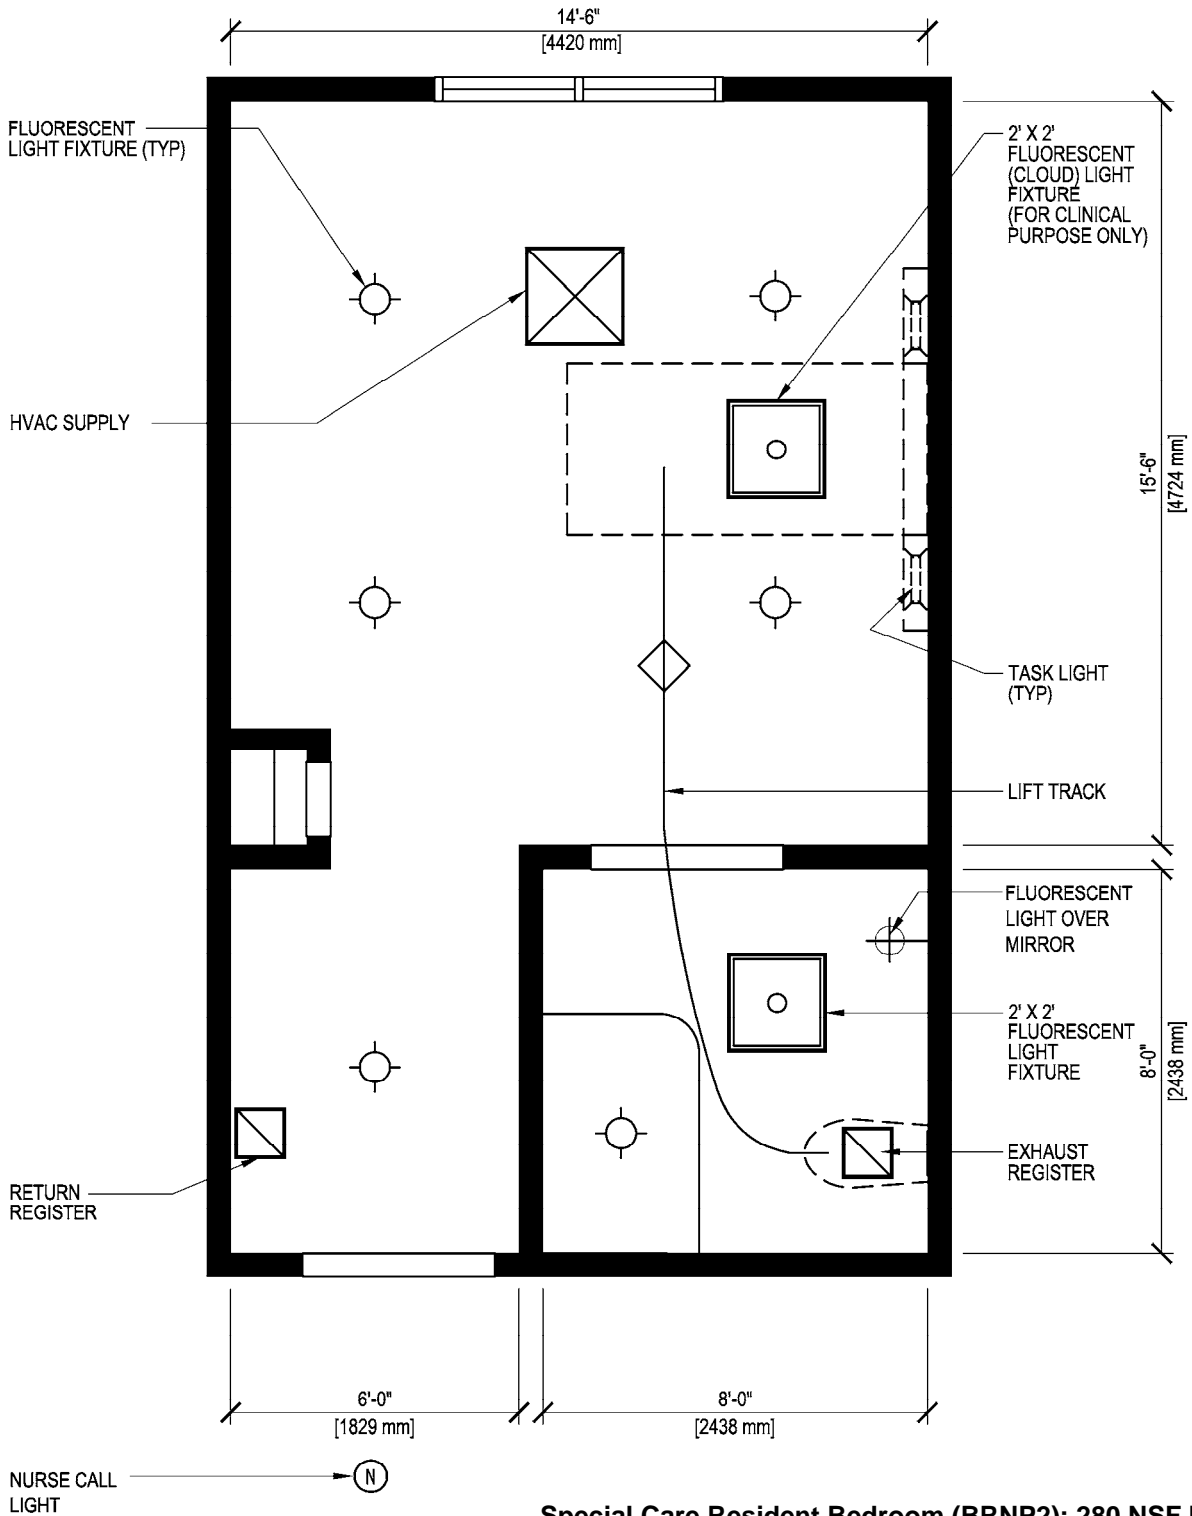 14'-6"
[4420 mm]
FLUORESCENT
LIGHT FIXTURE (TYP)
2' X 2'
FLUORESCENT
(CLOUD) LIGHT
FIXTURE
(FOR CLINICAL
PURPOSE ONLY)
HVAC SUPPLY
15'-6"
[4724 mm]
TASK LIGHT
(TYP)
LIFT TRACK
FLUORESCENT
LIGHT OVER
MIRROR
2' X 2'
FLUORESCENT
LIGHT
FIXTURE
8'-0"
[2438 mm]
EXHAUST
REGISTER
RETURN
REGISTER
6'-0"
[1829 mm]
8'-0"
[2438 mm]
NURSE CALL
LIGHT
N
Special Care Resident Bedroom (BRNP2): 280 NSF